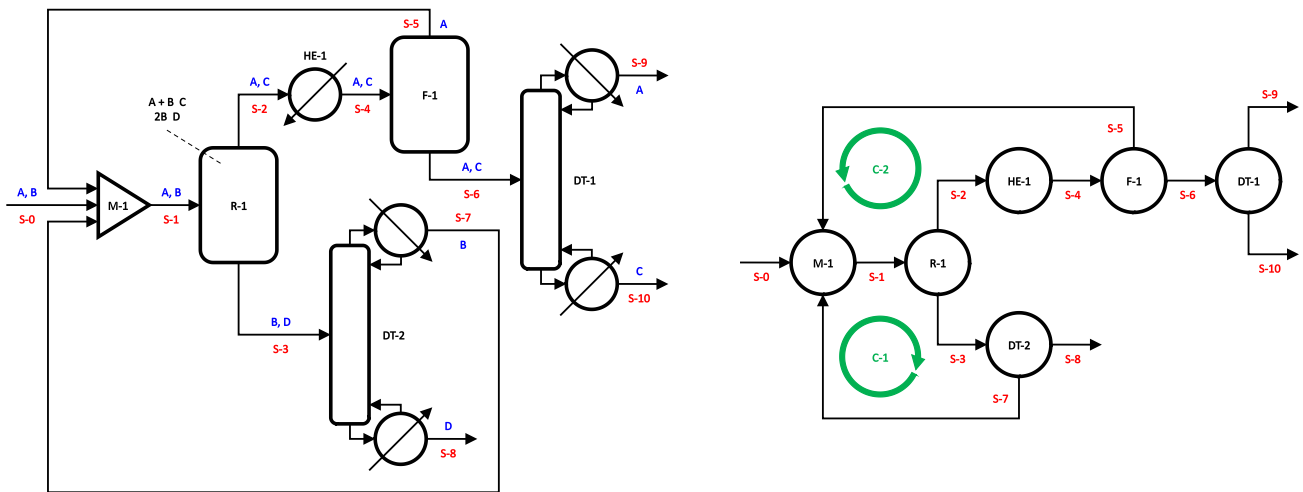 S-5 A
HE-1
S-9
A
A, C
S-2
A, C
S-4
F-1
A + B C
2B D
A, C
S-6
DT-1
A, B
S-0
M-1
A, B
S-1
R-1
S-7
B
C
S-10
B, D
S-3
DT-2
D
S-8
S-9
S-5
C-2
S-2
HE-1
S-4
F-1
S-6
DT-1
S-10
S-0
M-1
S-1
R-1
C-1
S-3
DT-2
S-8
S-7